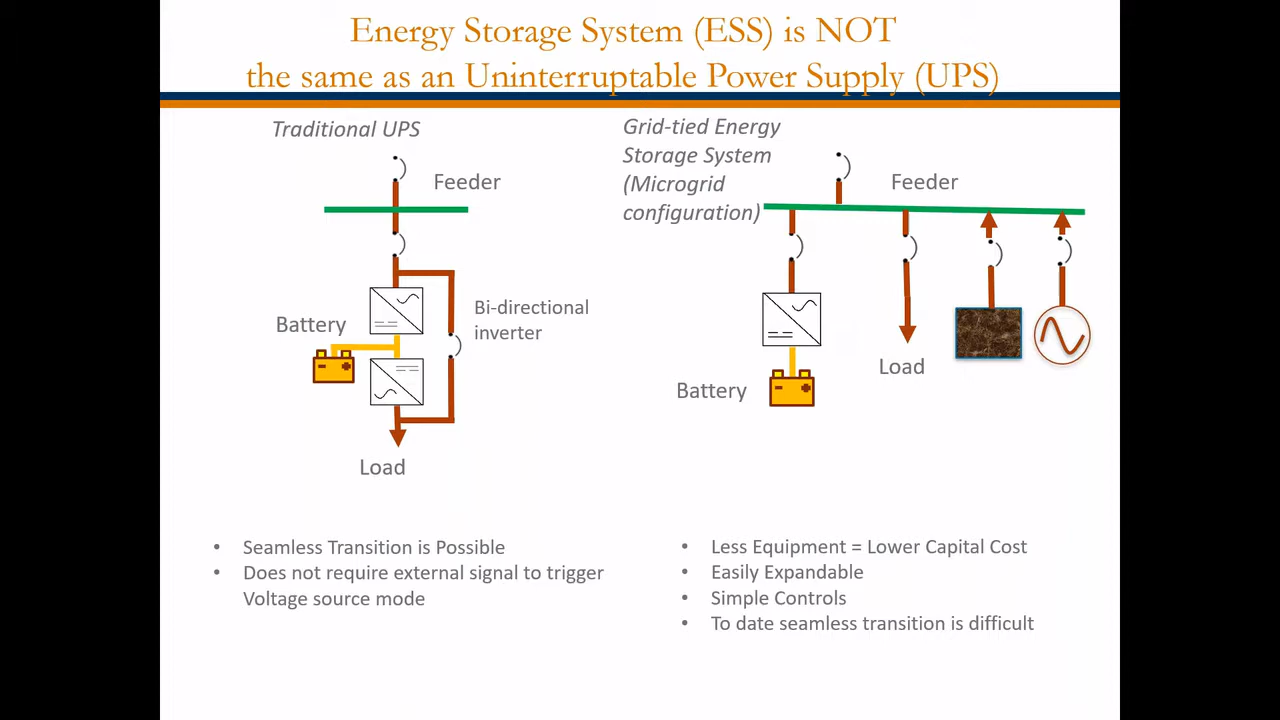 Energy Storage System (ESS) is NOT
the same as an Uninterruptable Power Supply (UPS)
Traditional UPS
Feeder
Battery
Bi-directional
inverter
Load
• Seamless Transition is Possible
• Does not require external signal to trigger
Voltage source mode
Grid-tied Energy
Storage System
(Microgrid
configuration)
Feeder
Battery
Load
• Less Equipment = Lower Capital Cost
• Easily Expandable
• Simple Controls
• To date seamless transition is difficult